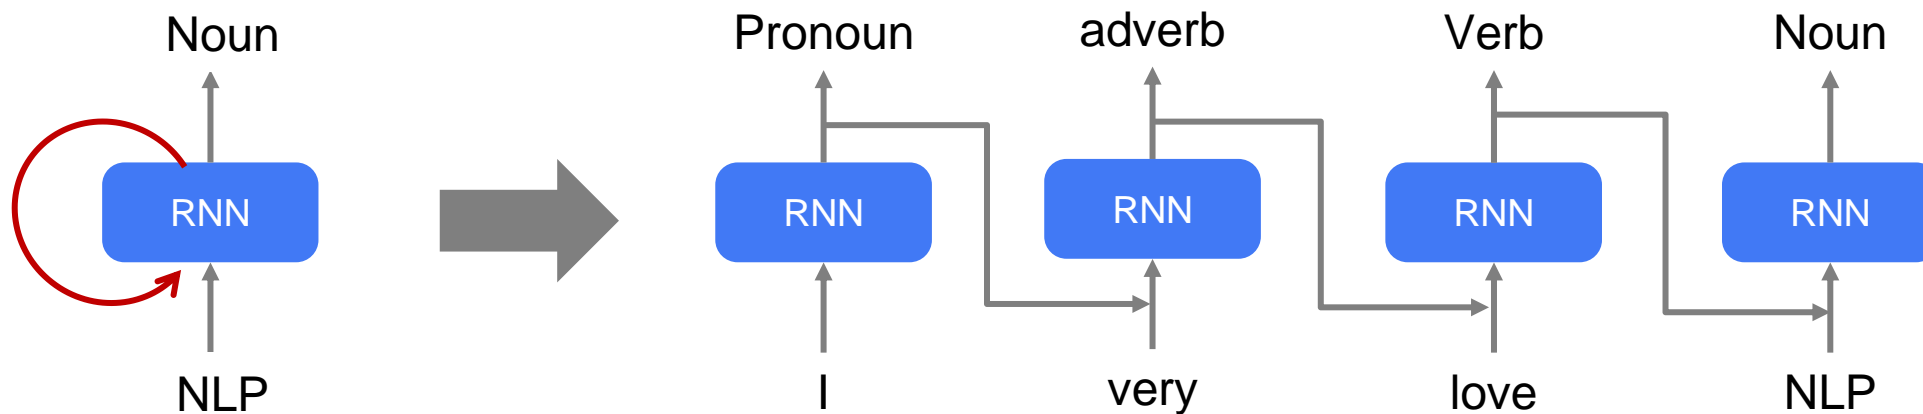 Noun
RNN
NLP
Pronoun adverb Verb Noun
RNN RNN RNN RNN
I very love NLP